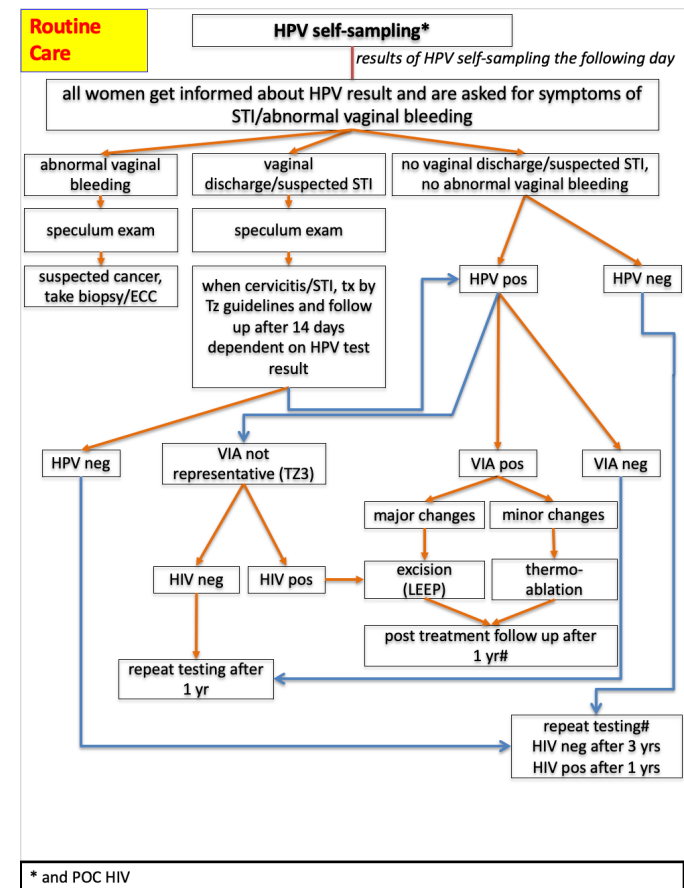 Routine
Care
HPV self-sampling*
results of HPV self-sampling the following day
all women get informed about HPV result and are asked for symptoms of
STI/abnormal vaginal bleeding
abnormal vaginal
bleeding
vaginal
discharge/suspected STI
no vaginal discharge/suspected STI,
no abnormal vaginal bleeding
speculum exam
speculum exam
suspected cancer,
take biopsy/ECC
when cervicitis/STI, tx by
Tz guidelines and follow
up after 14 days
dependent on HPV test
result
HPV pos
HPV neg
HPV neg
VIA not
representative (TZ3)
VIA pos
VIA neg
major changes
minor changes
HIV neg
HIV pos
excision
(LEEP)
thermo-
ablation
post treatment follow up after
1 yr#
repeat testing after
1 yr
repeat testing#
HIV neg after 3 yrs
HIV pos after 1 yrs
* and POC HIV